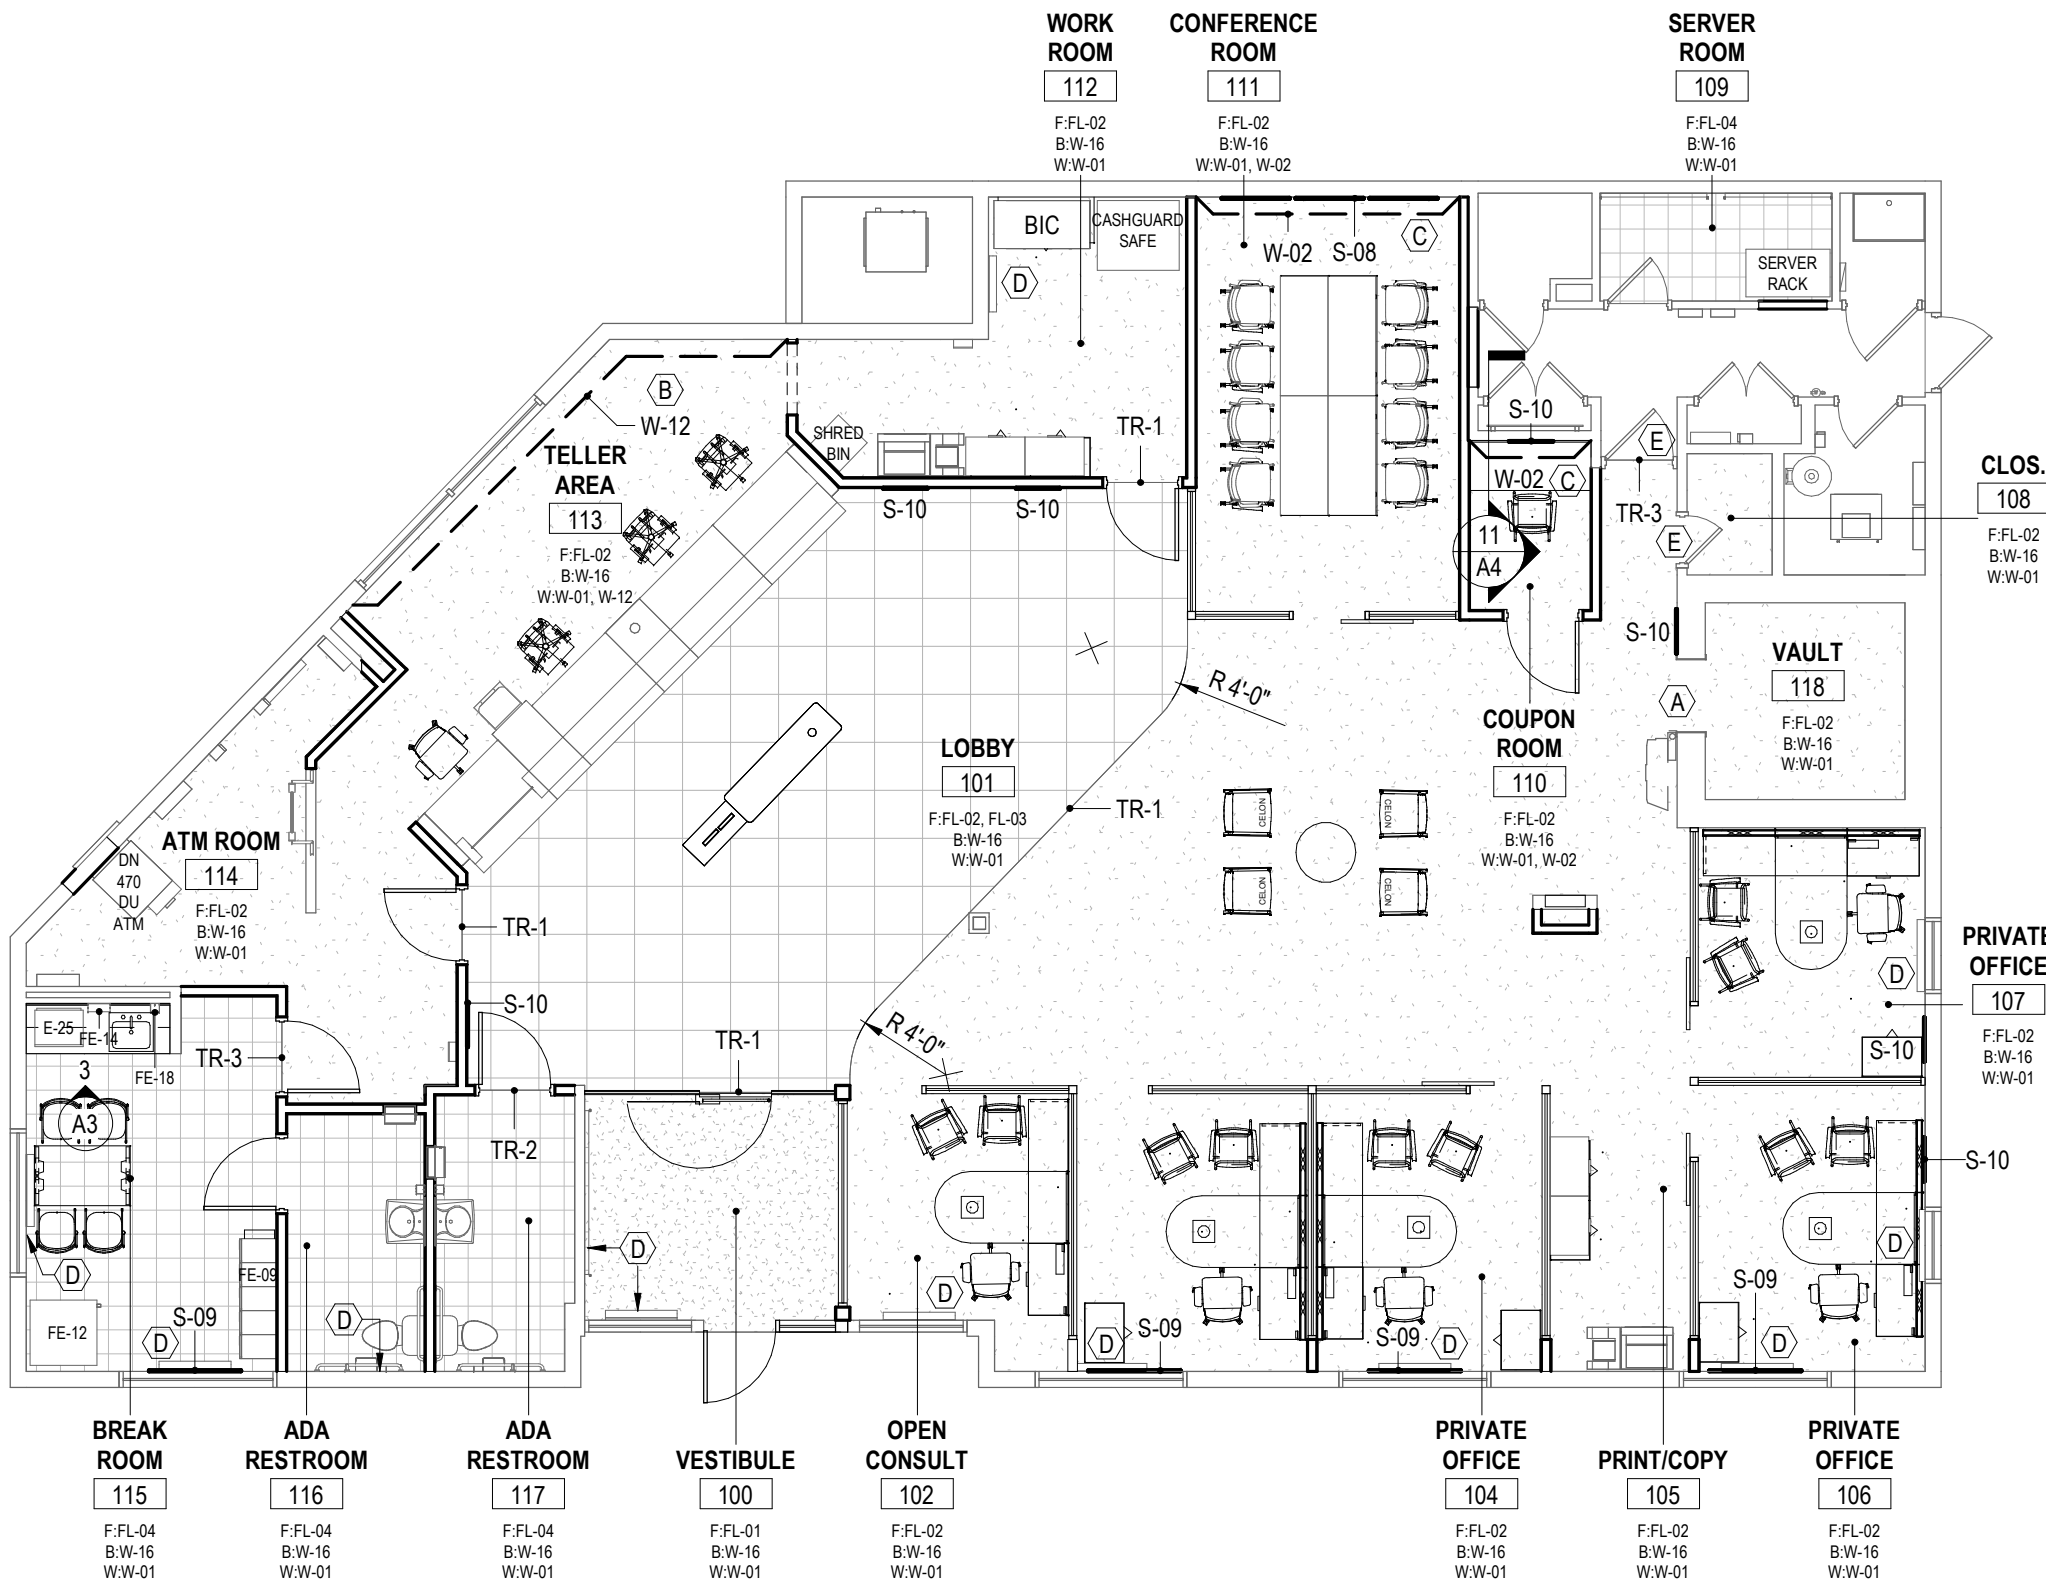 WORK
ROOM
112
F:FL-02
B:W-16
W:W-01
CONFERENCE
ROOM
111
F:FL-02
B:W-16
W:W-01, W-02
SERVER
ROOM
109
F:FL-04
B:W-16
W:W-01
BIC
CASHGUARD
SAFE
D
W-02
S-08
C
SERVER
RACK
B
W-12
SHRED
BIN
TR-1
S-10
E
TELLER
AREA
113
F:FL-02
B:W-16
W:W-01, W-12
S-10
S-10
W-02
C
TR-3
11
A4
E
CLOS.
108
F:FL-02
B:W-16
W:W-01
S-10
R 4'-0"
A
VAULT
118
F:FL-02
B:W-16
W:W-01
LOBBY
101
F:FL-02, FL-03
B:W-16
W:W-01
TR-1
COUPON
ROOM
110
F:FL-02
B:W-16
W:W-01, W-02
CELON
CELON
CELON
CELON
ATM ROOM
114
F:FL-02
B:W-16
W:W-01
DN
470
DU
ATM
TR-1
S-10
PRIVATE
OFFICE
107
F:FL-02
B:W-16
W:W-01
D
S-10
E-25
FE-14
FE-18
TR-3
3
A3
TR-1
R 4'-0"
TR-2
S-10
D
FE-09
D
D
D
D
FE-12
D
S-09
D
S-09
S-09
D
S-09
D
BREAK
ROOM
115
F:FL-04
B:W-16
W:W-01
ADA
RESTROOM
116
F:FL-04
B:W-16
W:W-01
ADA
RESTROOM
117
F:FL-04
B:W-16
W:W-01
VESTIBULE
100
F:FL-01
B:W-16
W:W-01
OPEN
CONSULT
102
F:FL-02
B:W-16
W:W-01
PRIVATE
OFFICE
104
F:FL-02
B:W-16
W:W-01
PRINT/COPY
105
F:FL-02
B:W-16
W:W-01
PRIVATE
OFFICE
106
F:FL-02
B:W-16
W:W-01